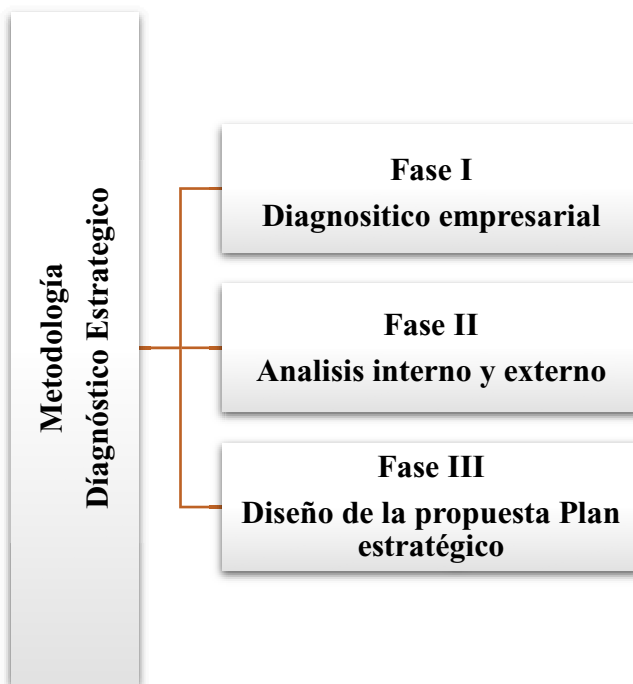 Metodología
Díagnóstico Estrategico
Fase I
Diagnositico empresarial
Fase II
Analisis interno y externo
Fase III
Diseño de la propuesta Plan
estratégico